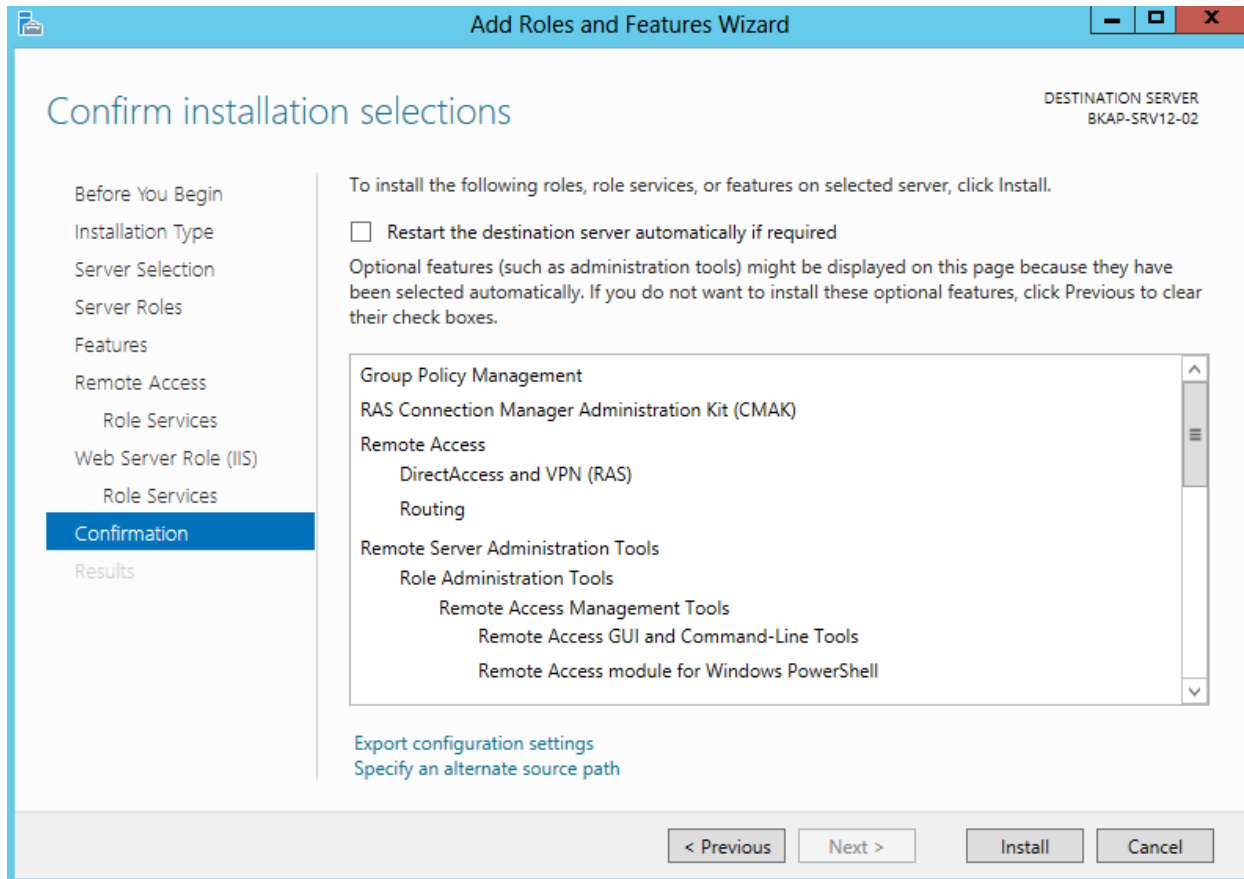 Add Roles and Features Wizard
Confirm installation selections
DESTINATION SERVER
BKAP-SRV12-02
Before You Begin
Installation Type
Server Selection
Server Roles
Features
Remote Access
Role Services
Web Server Role (IIS)
Role Services
Confirmation
Results
To install the following roles, role services, or features on selected server, click Install.
Restart the destination server automatically if required
Optional features (such as administration tools) might be displayed on this page because they have
been selected automatically. If you do not want to install these optional features, click Previous to clear
their check boxes.
Group Policy Management
RAS Connection Manager Administration Kit (CMAK)
Remote Access
DirectAccess and VPN (RAS)
Routing
Remote Server Administration Tools
Role Administration Tools
Remote Access Management Tools
Remote Access GUI and Command-Line Tools
Remote Access module for Windows PowerShell
Export configuration settings
Specify an alternate source path
< Previous
Next >
Install
Cancel